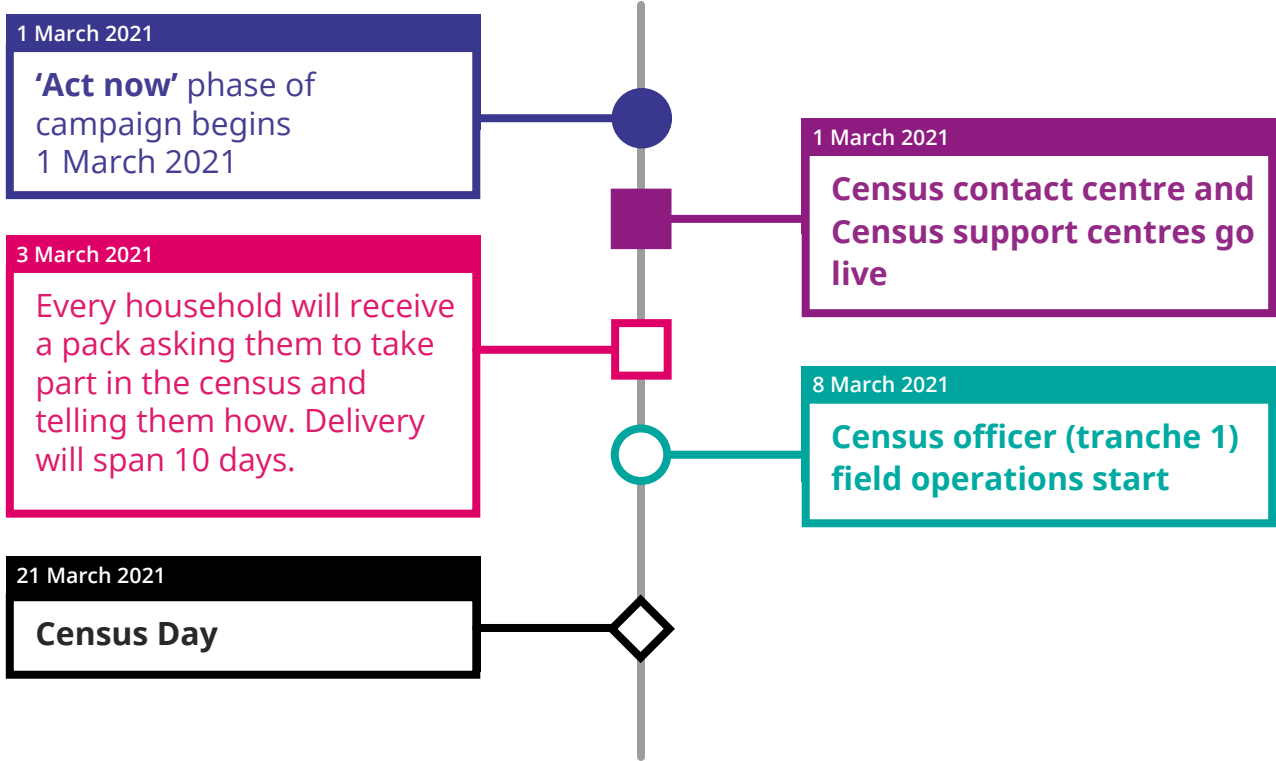 1 March 2021
‘Act now’ phase of
campaign begins
1 March 2021
1 March 2021
Census contact centre and
Census support centres go
live
3 March 2021
Every household will receive
a pack asking them to take
part in the census and
telling them how. Delivery
will span 10 days.
8 March 2021
Census officer (tranche 1)
field operations start
21 March 2021
Census Day